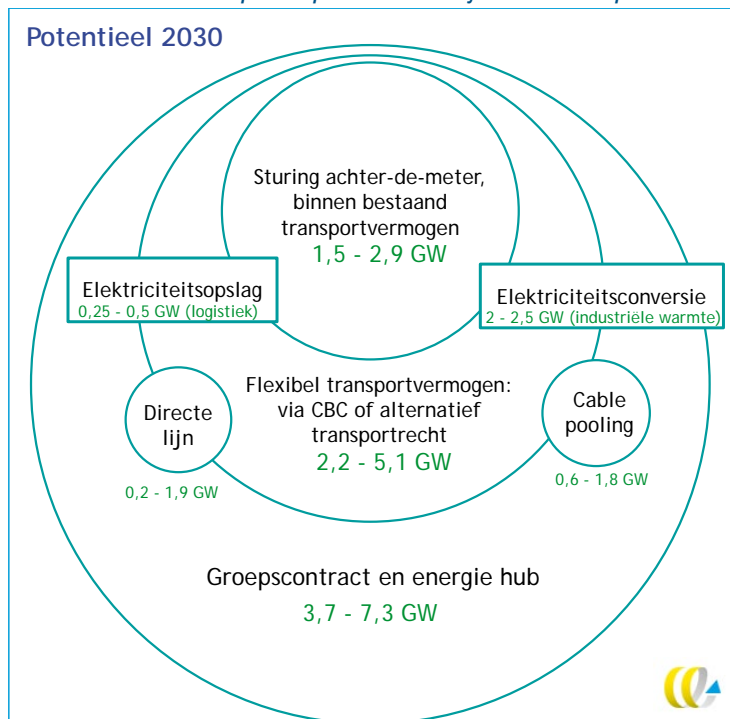 Potentieel 2030
Sturing achter-de-meter,
binnen bestaand
transportvermogen
1,5 - 2,9 GW
Elektriciteitsopslag
0,25 - 0,5 GW (logistiek)
Elektriciteitsconversie
2 - 2,5 GW (industriële warmte)
Flexibel transportvermogen:
via CBC of alternatief
transportrecht
2,2 - 5,1 GW
Directe
lijn
0,2 - 1,9 GW
Cable
pooling
0,6 - 1,8 GW
Groepscontract en energie hub
3,7 - 7,3 GW